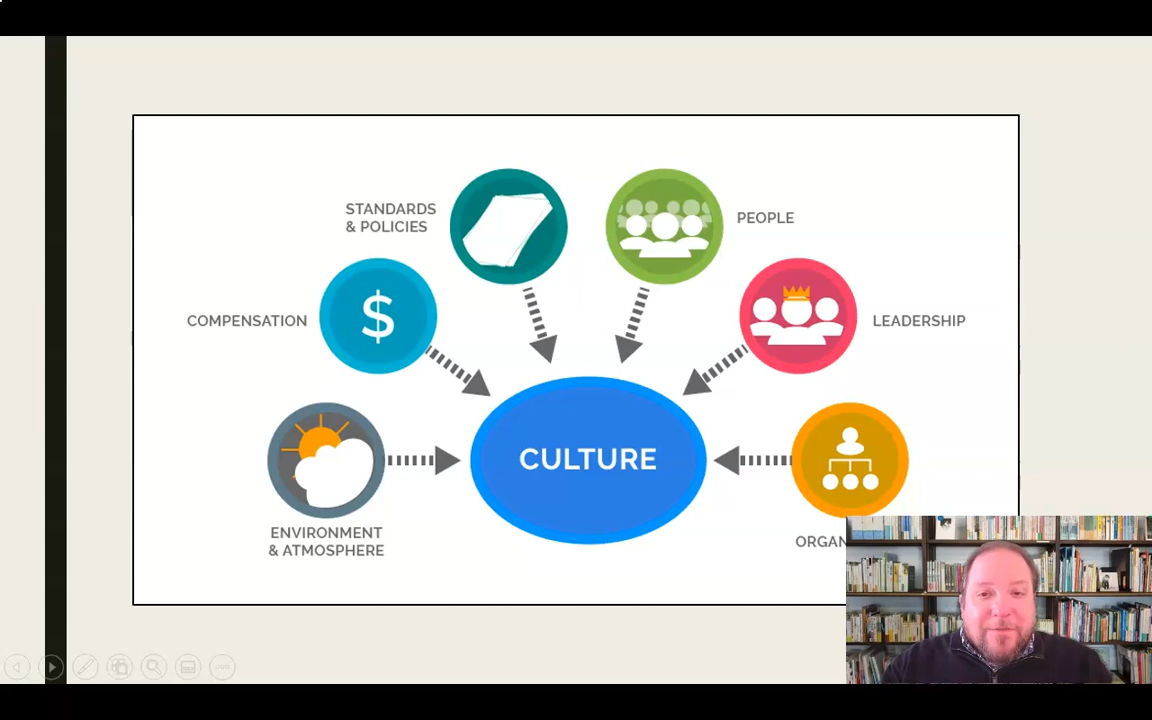 STANDARDS
& POLICIES
PEOPLE
COMPENSATION
$
LEADERSHIP
CULTURE
ENVIRONMENT
& ATMOSPHERE